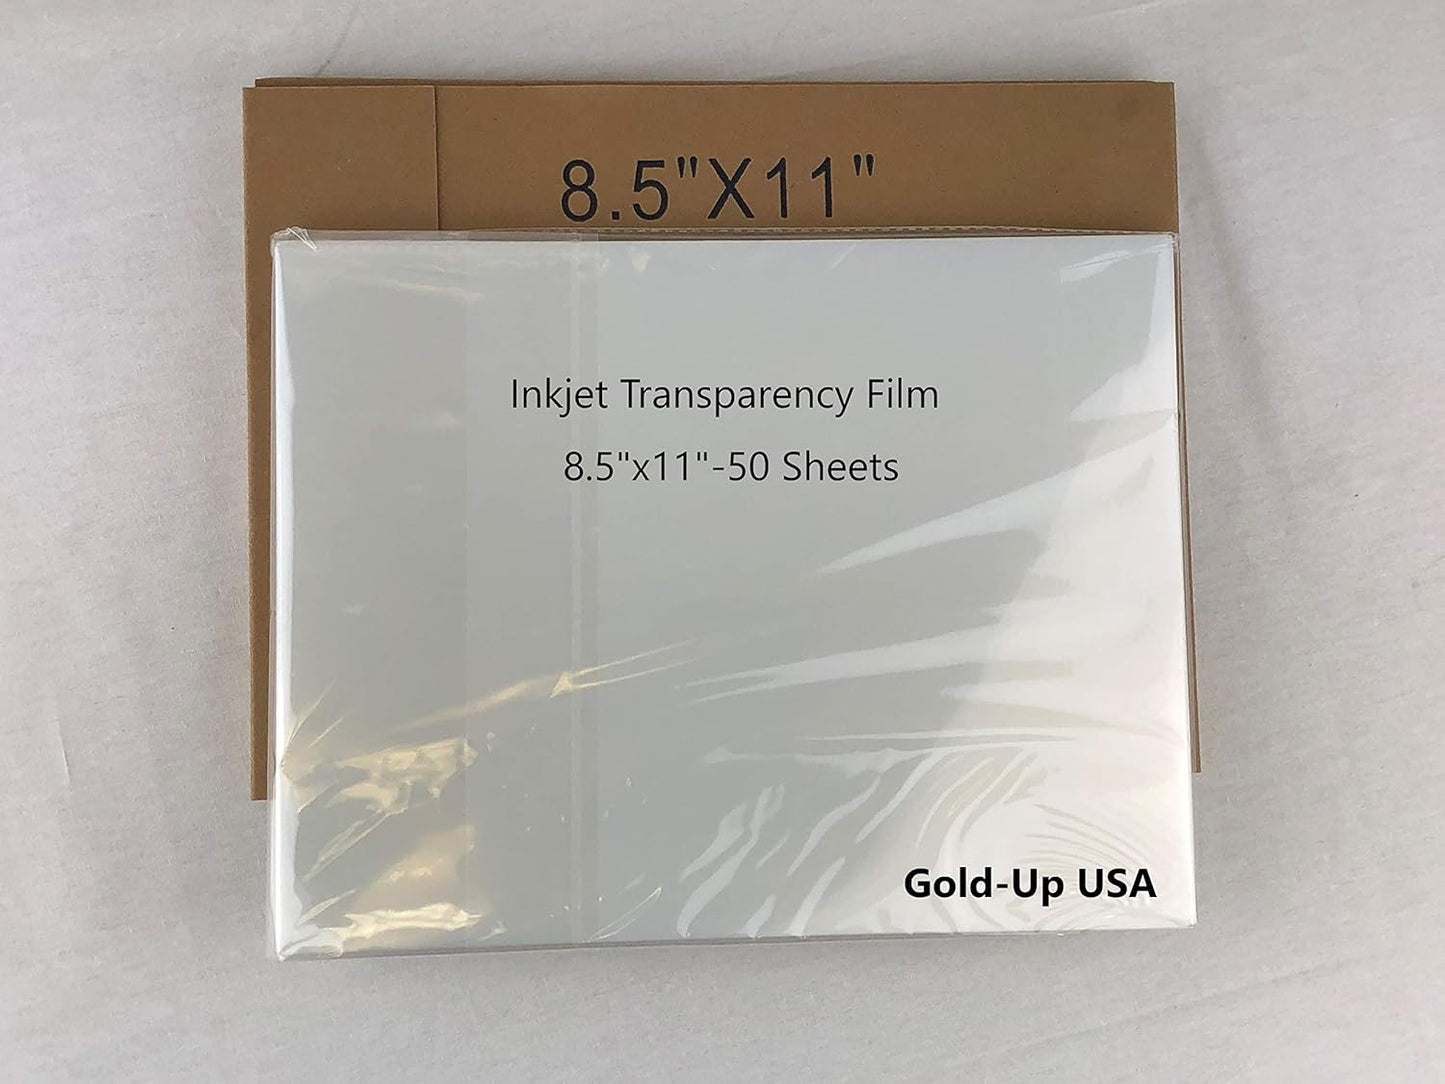 8.5"X11"
Inkjet Transparency Film
8.5"x11"-50 Sheets
Gold-Up USA